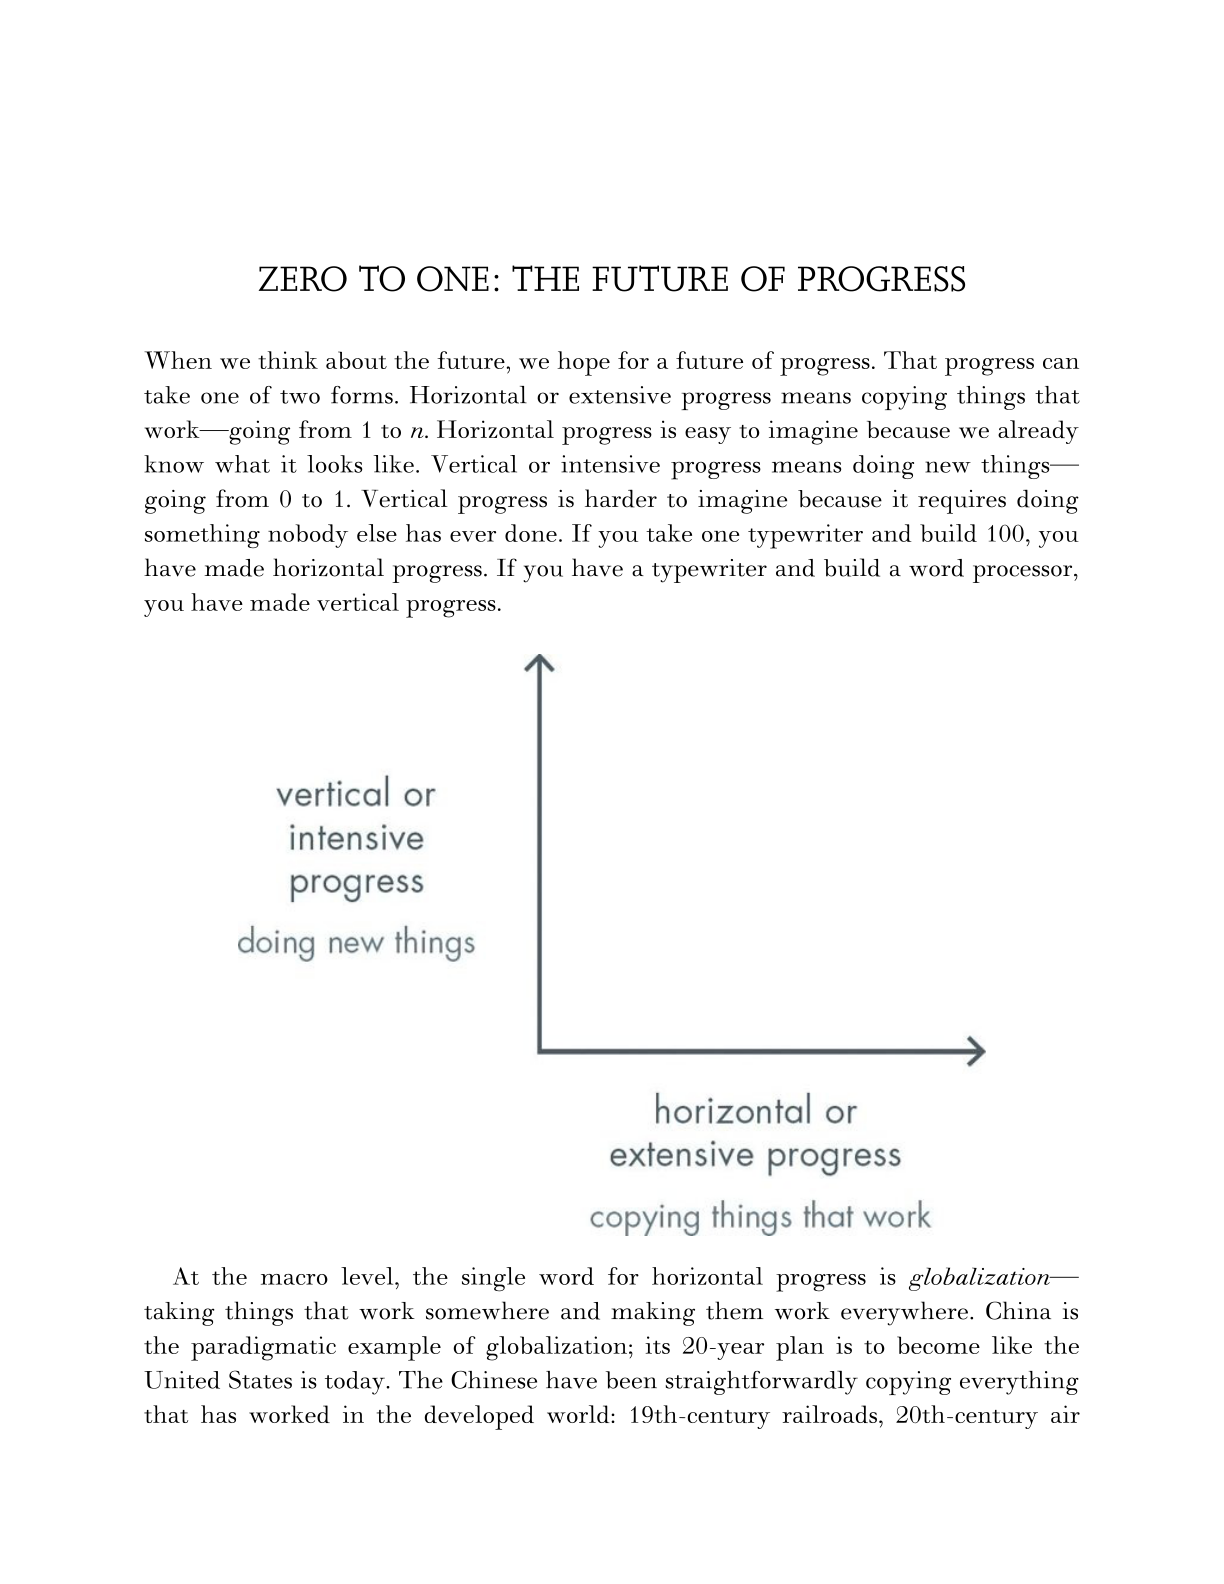 ZERO TO ONE: THE FUTURE OF PROGRESS
When we think about the future, we hope for a future of progress. That progress can
take one of two forms. Horizontal or extensive progress means copying things that
work—going from 1 to n. Horizontal progress is easy to imagine because we already
know what it looks like. Vertical or intensive progress means doing new things—
going from 0 to 1. Vertical progress is harder to imagine because it requires doing
something nobody else has ever done. If you take one typewriter and build 100, you
have made horizontal progress. If you have a typewriter and build a word processor,
you have made vertical progress.
vertical or
intensive
progress
doing new things
horizontal or
extensive progress
copying things that work
At the macro level, the single word for horizontal progress is globalization—
taking things that work somewhere and making them work everywhere. China is
the paradigmatic example of globalization; its 20-year plan is to become like the
United States is today. The Chinese have been straightforwardly copying everything
that has worked in the developed world: 19th-century railroads, 20th-century air